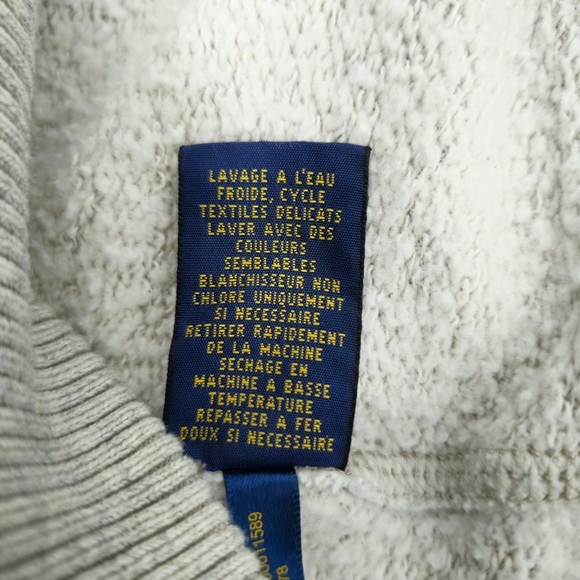 LAVAGE A L'EAU
FROIDE, CYCLE
TEXTILES DELICATS
LAVER AVEC DES
COULEURS
SEMBLABLES
BLANCHISSEUR NON
CHLORE UNIQUEMENT
SI NECESSAIRE
RETIRER RAPIDEMENT
DE LA MACHINE
SECHAGE EN
MACHINE A BASSE
TEMPERATURE
REPASSER A FER
DOUX SI NECESSAIRE